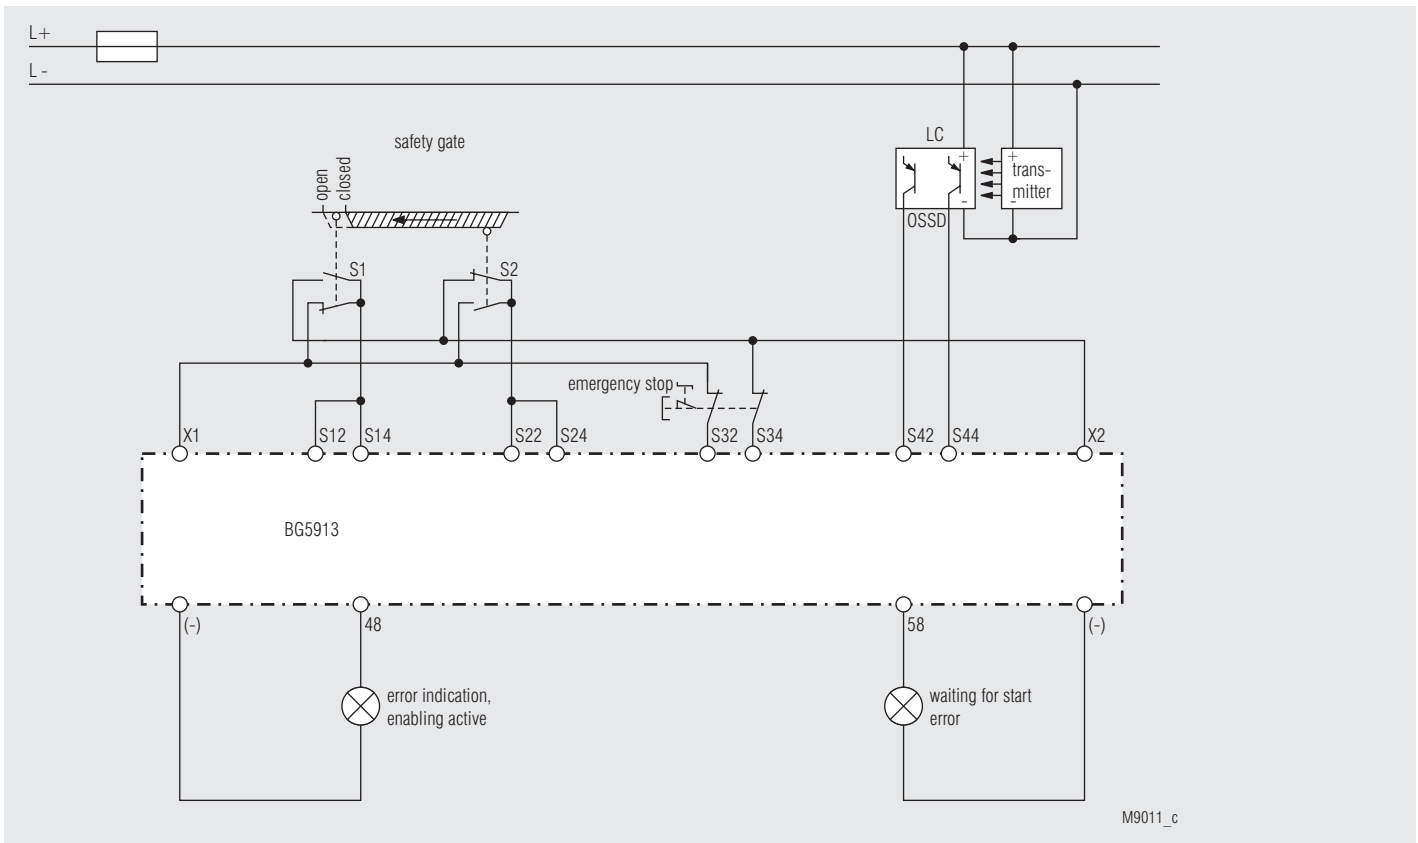 L+
L -
safety gate
open
closed
LC
+
+
trans-
mitter
-
-
OSSD
S1
S2
emergency stop
X1
S12
S14
S22
S24
S32
S34
S42
S44
X2
BG5913
(-)
48
58
(-)
error indication,
enabling active
waiting for start
error
M9011_c